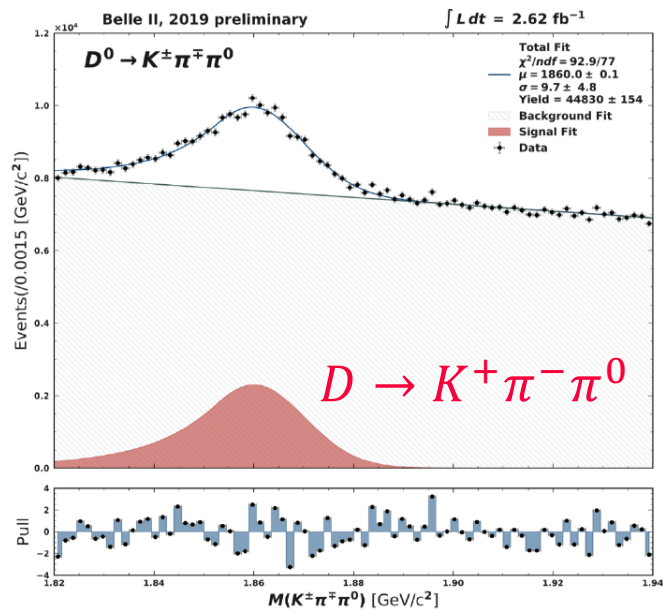 Belle II, 2019 preliminary
∫ L dt = 2.62 fb⁻¹
×10⁴
D⁰ → K±π∓π⁰
Total Fit
χ²/ndf = 92.9/77
μ = 1860.0 ± 0.1
σ = 9.7 ± 4.8
Yield = 44830 ± 154
Background Fit
Signal Fit
Data
1.2
1.0
0.8
0.6
0.4
0.2
0.0
Events(/0.0015 [GeV/c²]
D → K⁺π⁻π⁰
Pull
4
2
0
−2
−4
1.82 1.84 1.86 1.88 1.90 1.92 1.94
M(K±π∓π⁰) [GeV/c²]